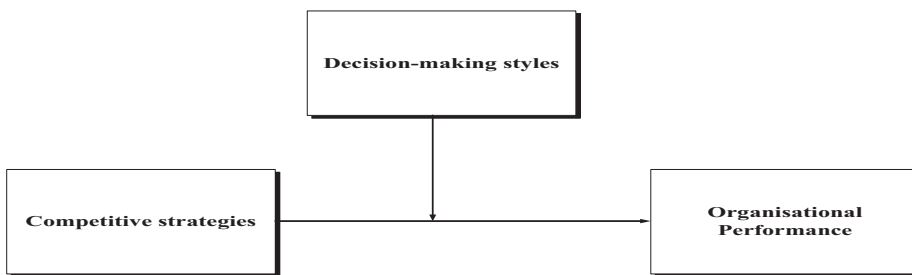 Decision-making styles
Competitive strategies
Organisational
Performance